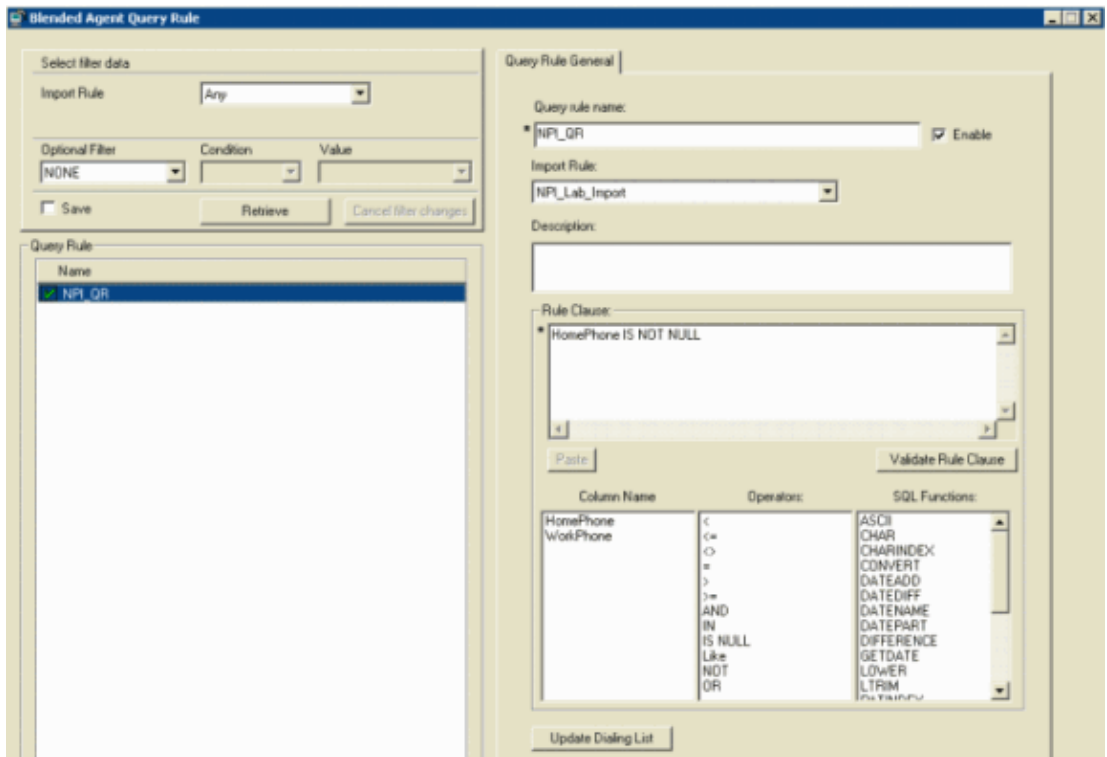 Blended Agent Query Rule
Select filter data
Import Rule
Any
Optional Filter Condition Value
NONE
Save Retrieve Cancel filter changes
Query Rule
Name
NPI_QR
Query Rule General
Query rule name:
* NPI_QR Enable
Import Rule:
NPI_Lab_Import
Description:
Rule Clause:
* HomePhone IS NOT NULL
Paste Validate Rule Clause
Column Name Operators: SQL Functions:
HomePhone < ASCII
WorkPhone <= CHAR
<> CHARINDEX
= CONVERT
> DATEADD
>= DATEDIFF
AND DATENAME
IN DATEPART
IS NULL DIFFERENCE
Like GETDATE
NOT LOWER
OR LTRIM
PATINDEX
Update Dialing List